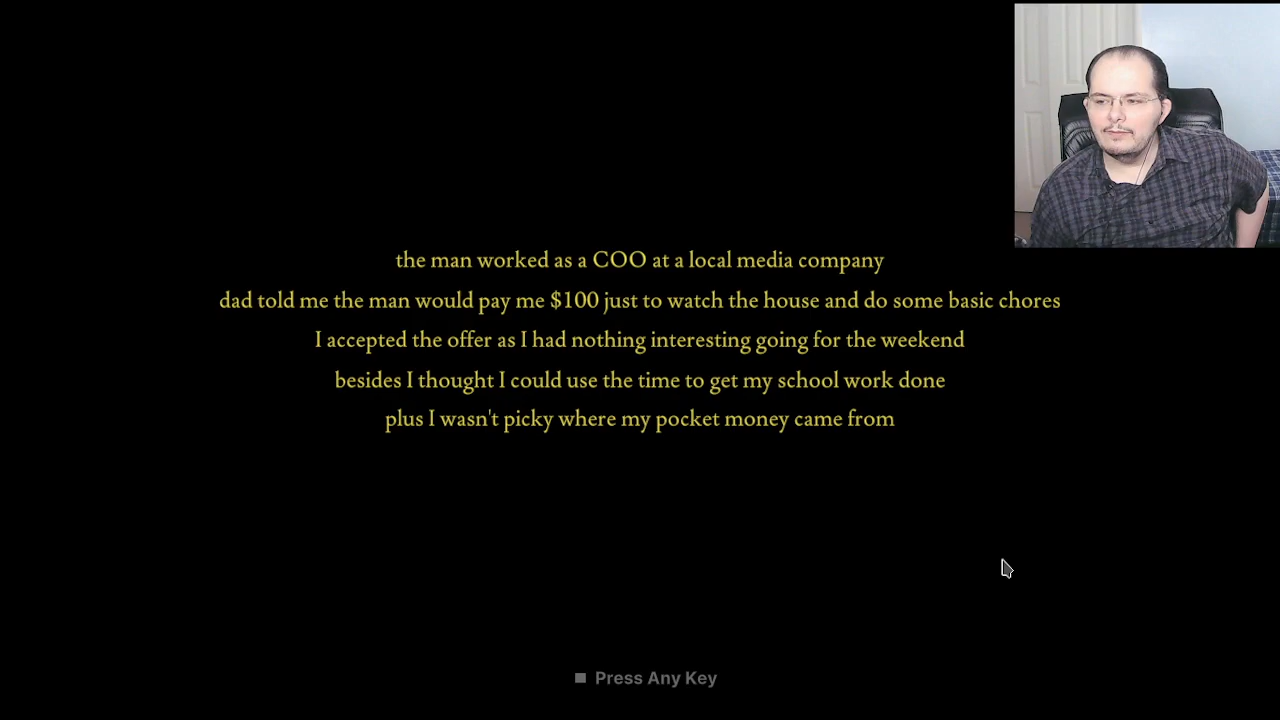 the man worked as a COO at a local media company
dad told me the man would pay me $100 just to watch the house and do some basic chores
I accepted the offer as I had nothing interesting going for the weekend
besides I thought I could use the time to get my school work done
plus I wasn't picky where my pocket money came from
Press Any Key